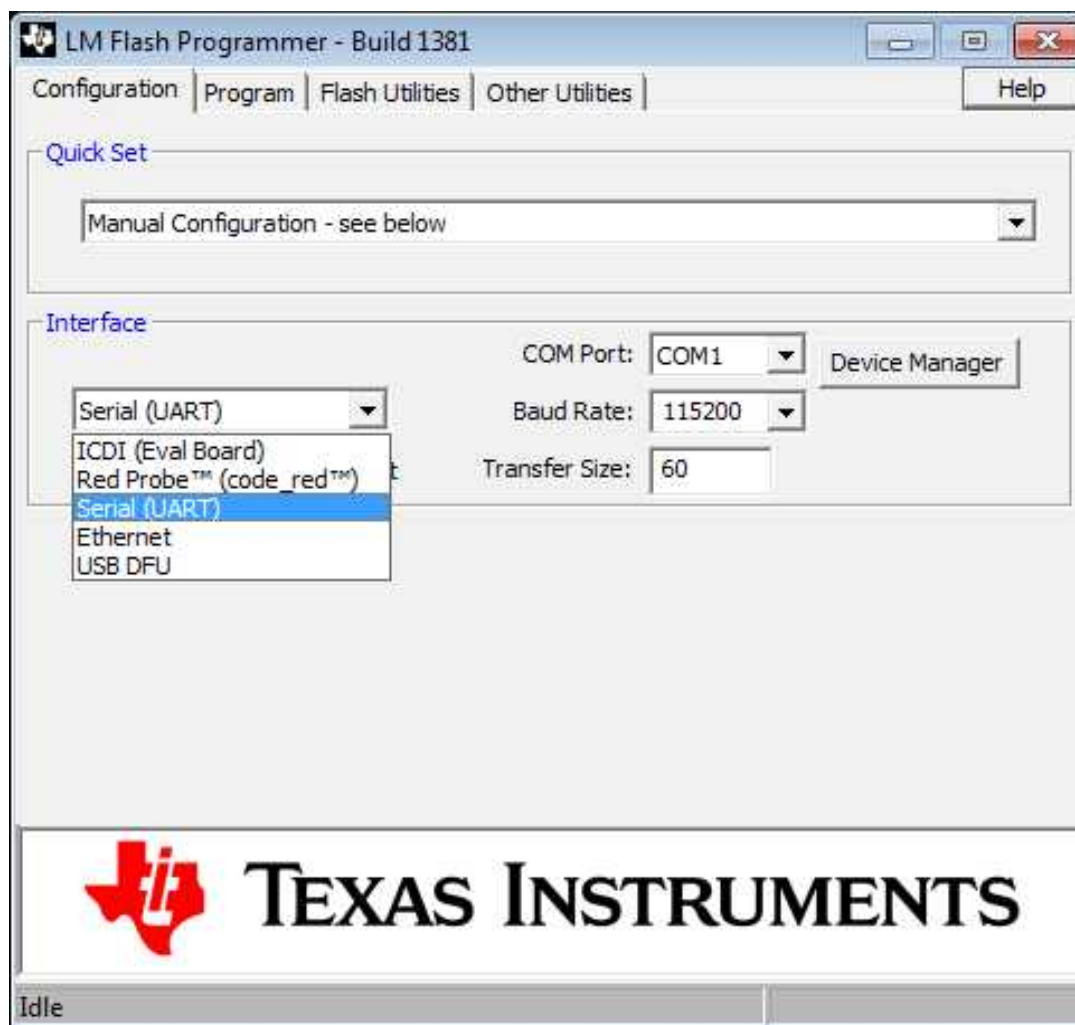 LM Flash Programmer - Build 1381
Configuration Program Flash Utilities Other Utilities Help
Quick Set
Manual Configuration - see below
Interface
COM Port: COM1 Device Manager
Serial (UART) Baud Rate: 115200
ICDI (Eval Board)
Red Probe™ (code_red™) Transfer Size: 60
Serial (UART)
Ethernet
USB DFU
TEXAS INSTRUMENTS
Idle